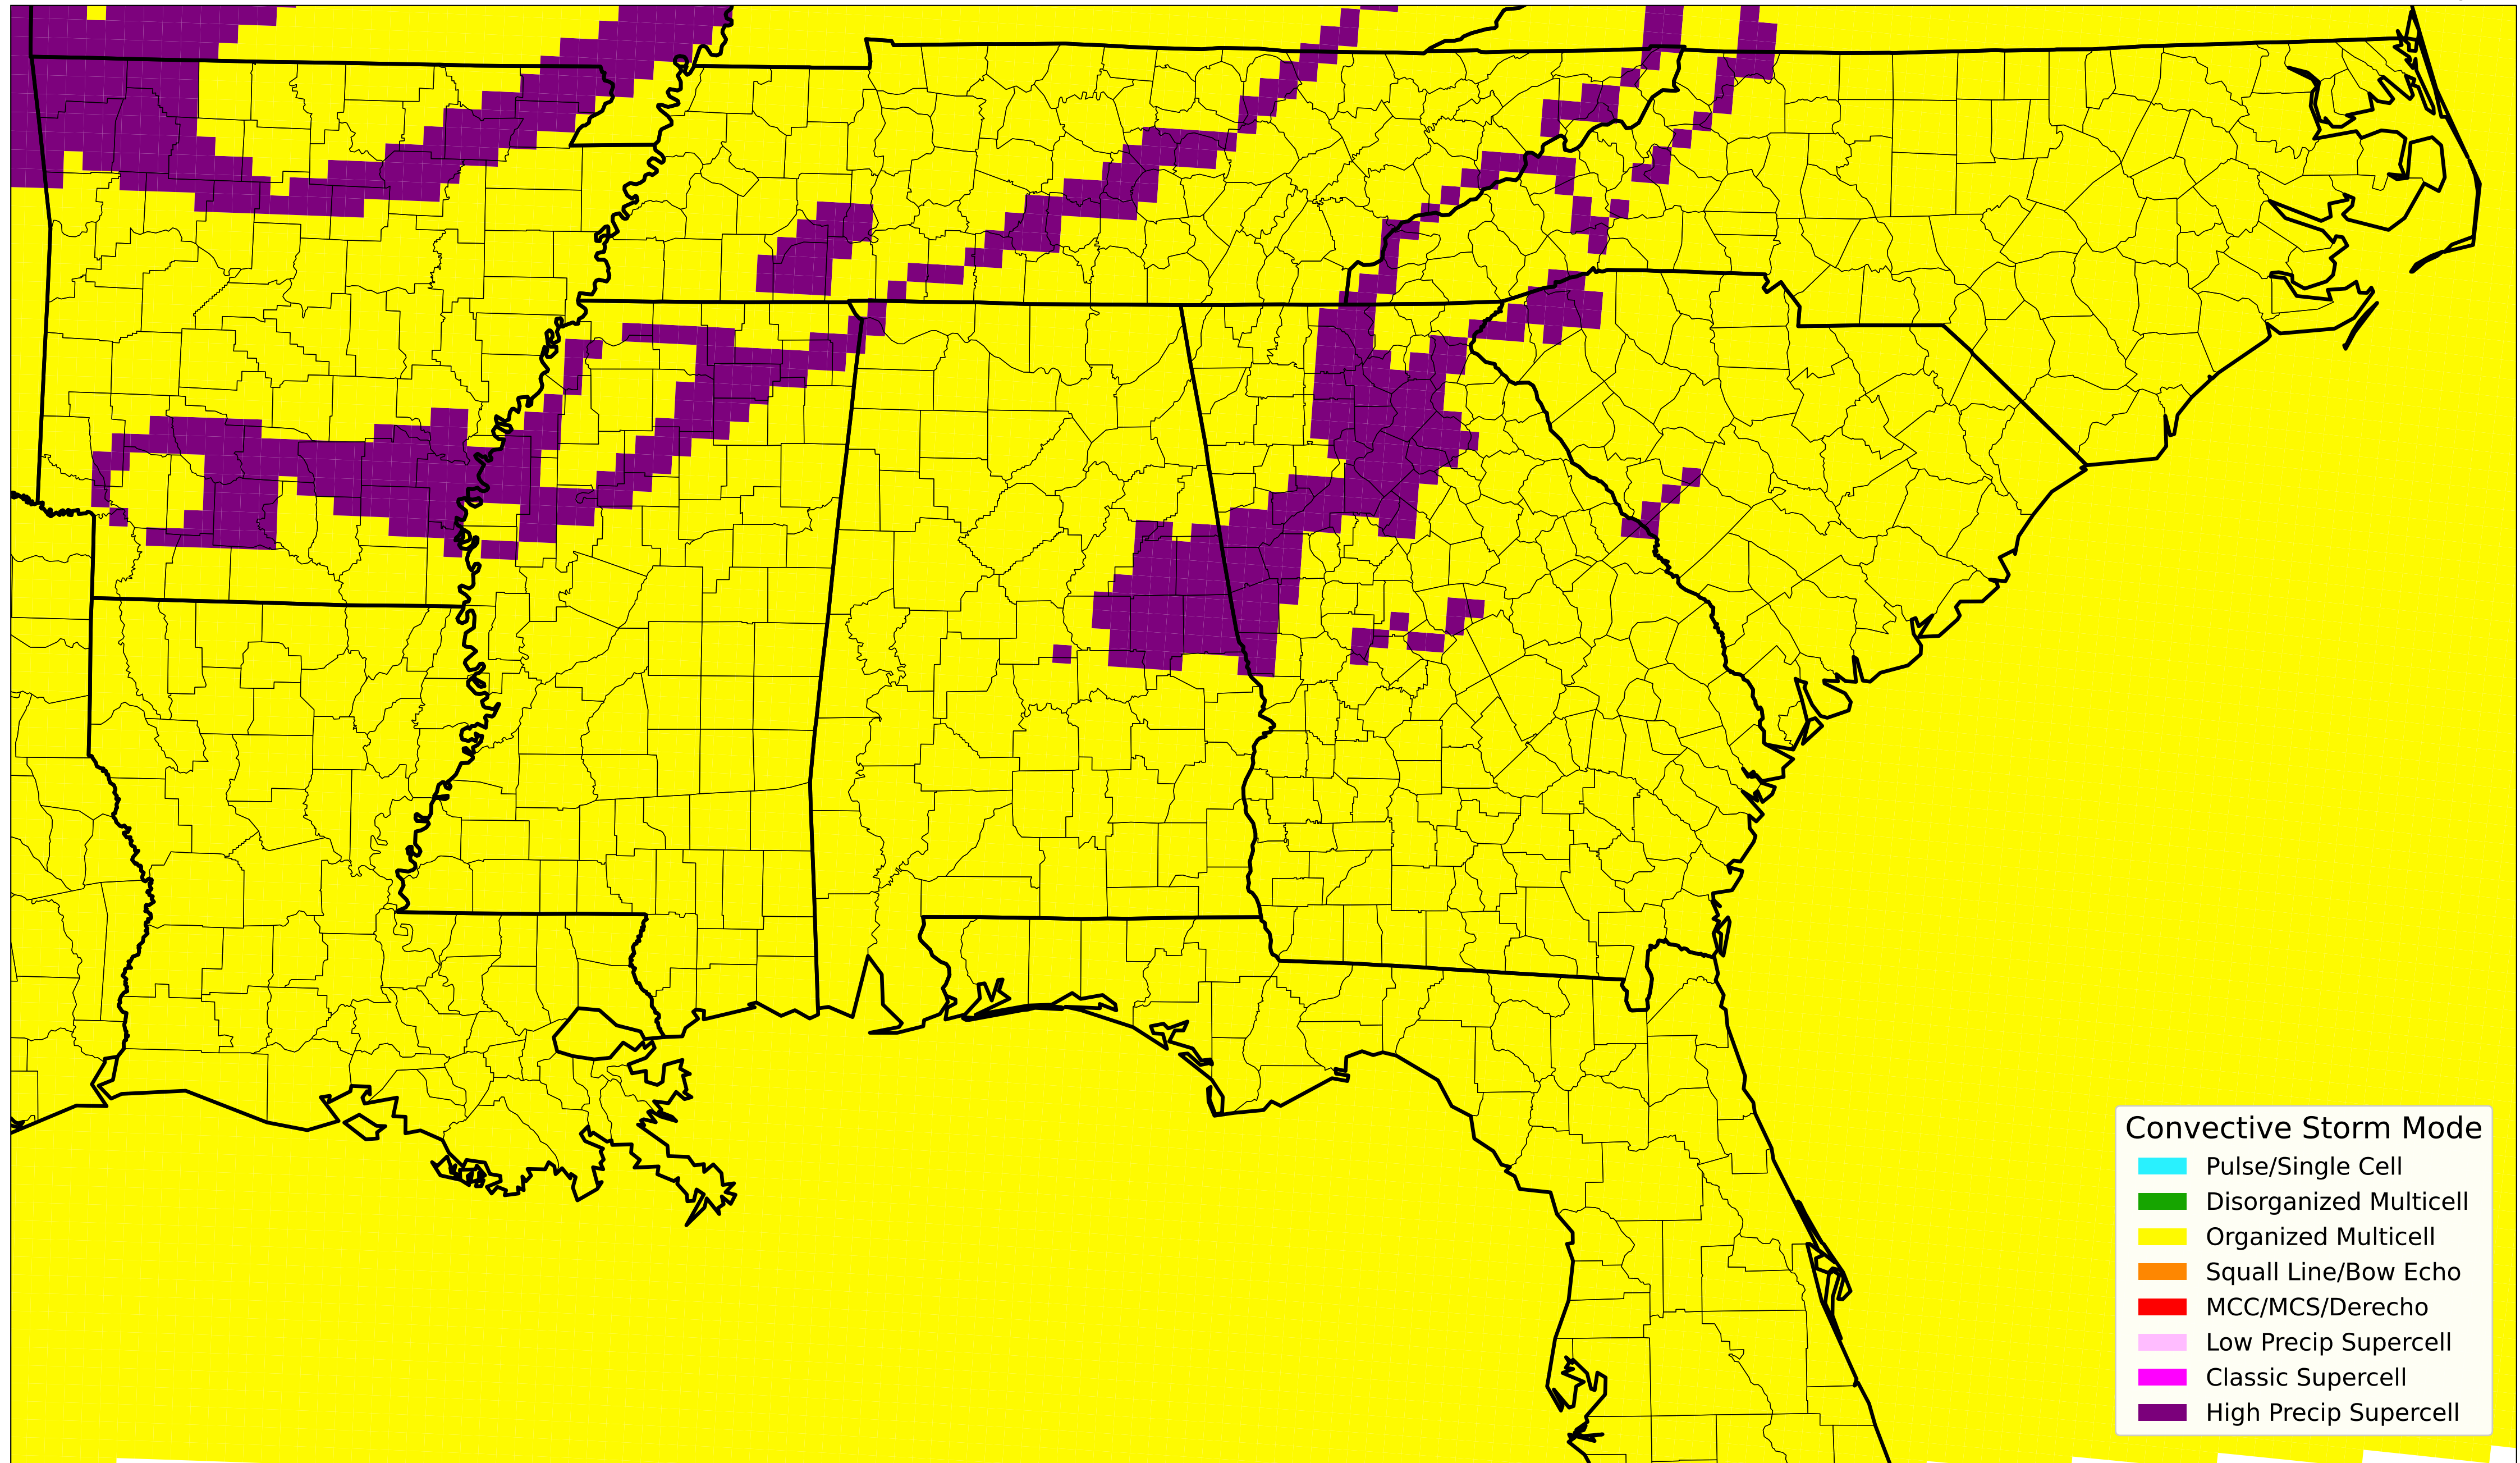 Convective Storm Mode
Pulse/Single Cell
Disorganized Multicell
Organized Multicell
Squall Line/Bow Echo
MCC/MCS/Derecho
Low Precip Supercell
Classic Supercell
High Precip Supercell